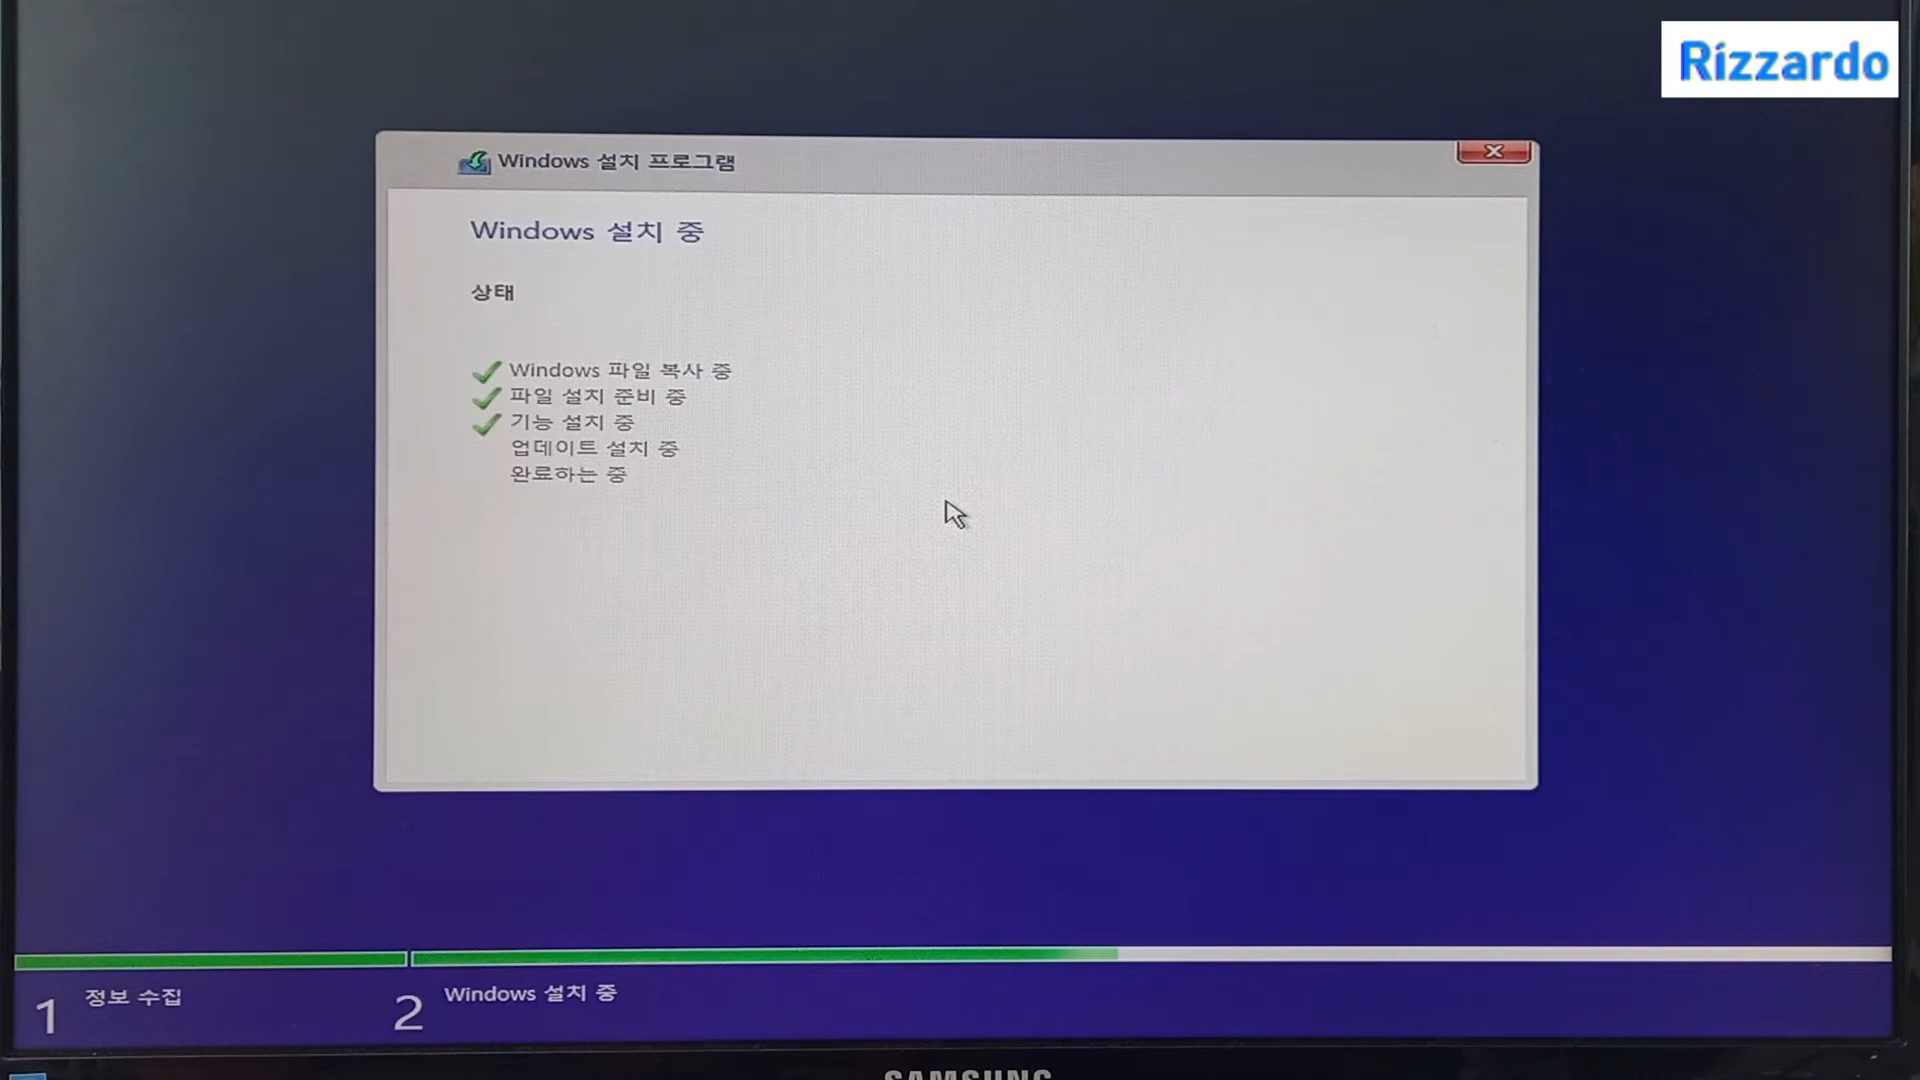 Rizzardo
Windows 설치 프로그램
Windows 설치 중
상태
Windows 파일 복사 중
파일 설치 준비 중
기능 설치 중
업데이트 설치 중
완료하는 중
1 정보 수집
2 Windows 설치 중
SAMSUNG